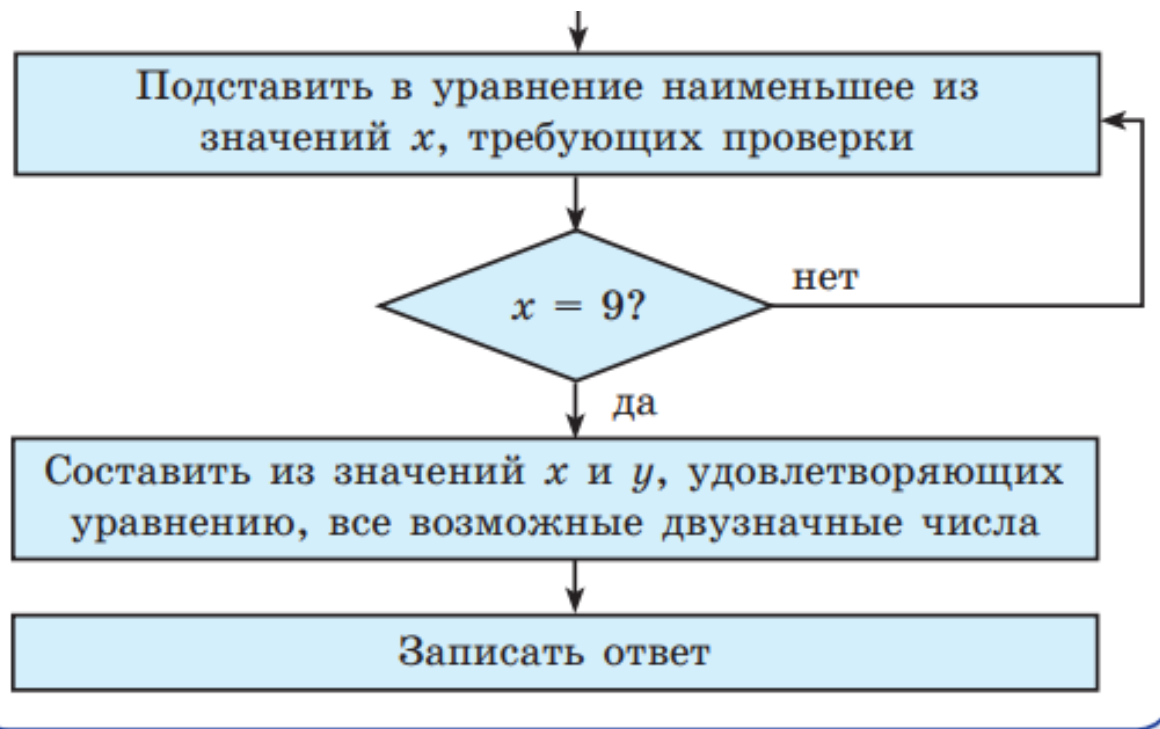 Подставить в уравнение наименьшее из
значений x, требующих проверки
нет
x = 9?
да
Составить из значений x и y, удовлетворяющих
уравнению, все возможные двузначные числа
Записать ответ